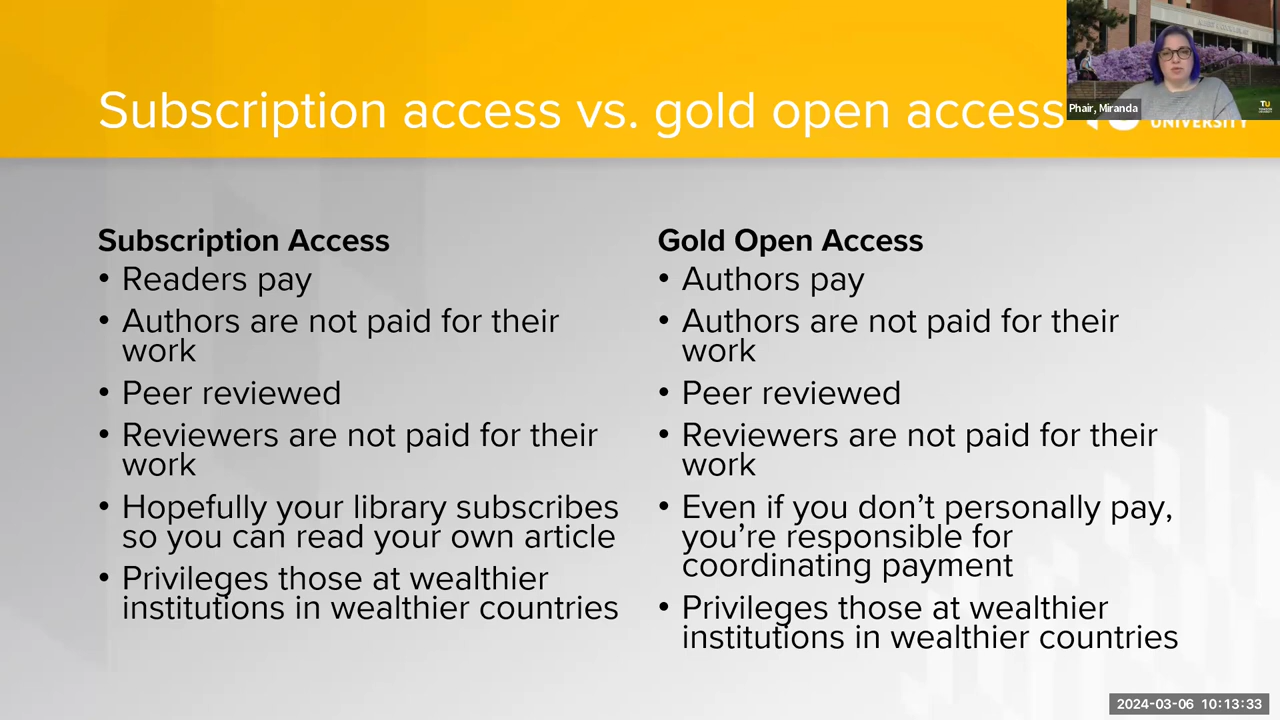 Subscription access vs. gold open access
Phair, Miranda
TU
UNIVERSITY
Subscription Access
• Readers pay
• Authors are not paid for their
work
• Peer reviewed
• Reviewers are not paid for their
work
• Hopefully your library subscribes
so you can read your own article
• Privileges those at wealthier
institutions in wealthier countries
Gold Open Access
• Authors pay
• Authors are not paid for their
work
• Peer reviewed
• Reviewers are not paid for their
work
• Even if you don’t personally pay,
you’re responsible for
coordinating payment
• Privileges those at wealthier
institutions in wealthier countries
2024-03-06 10:13:33